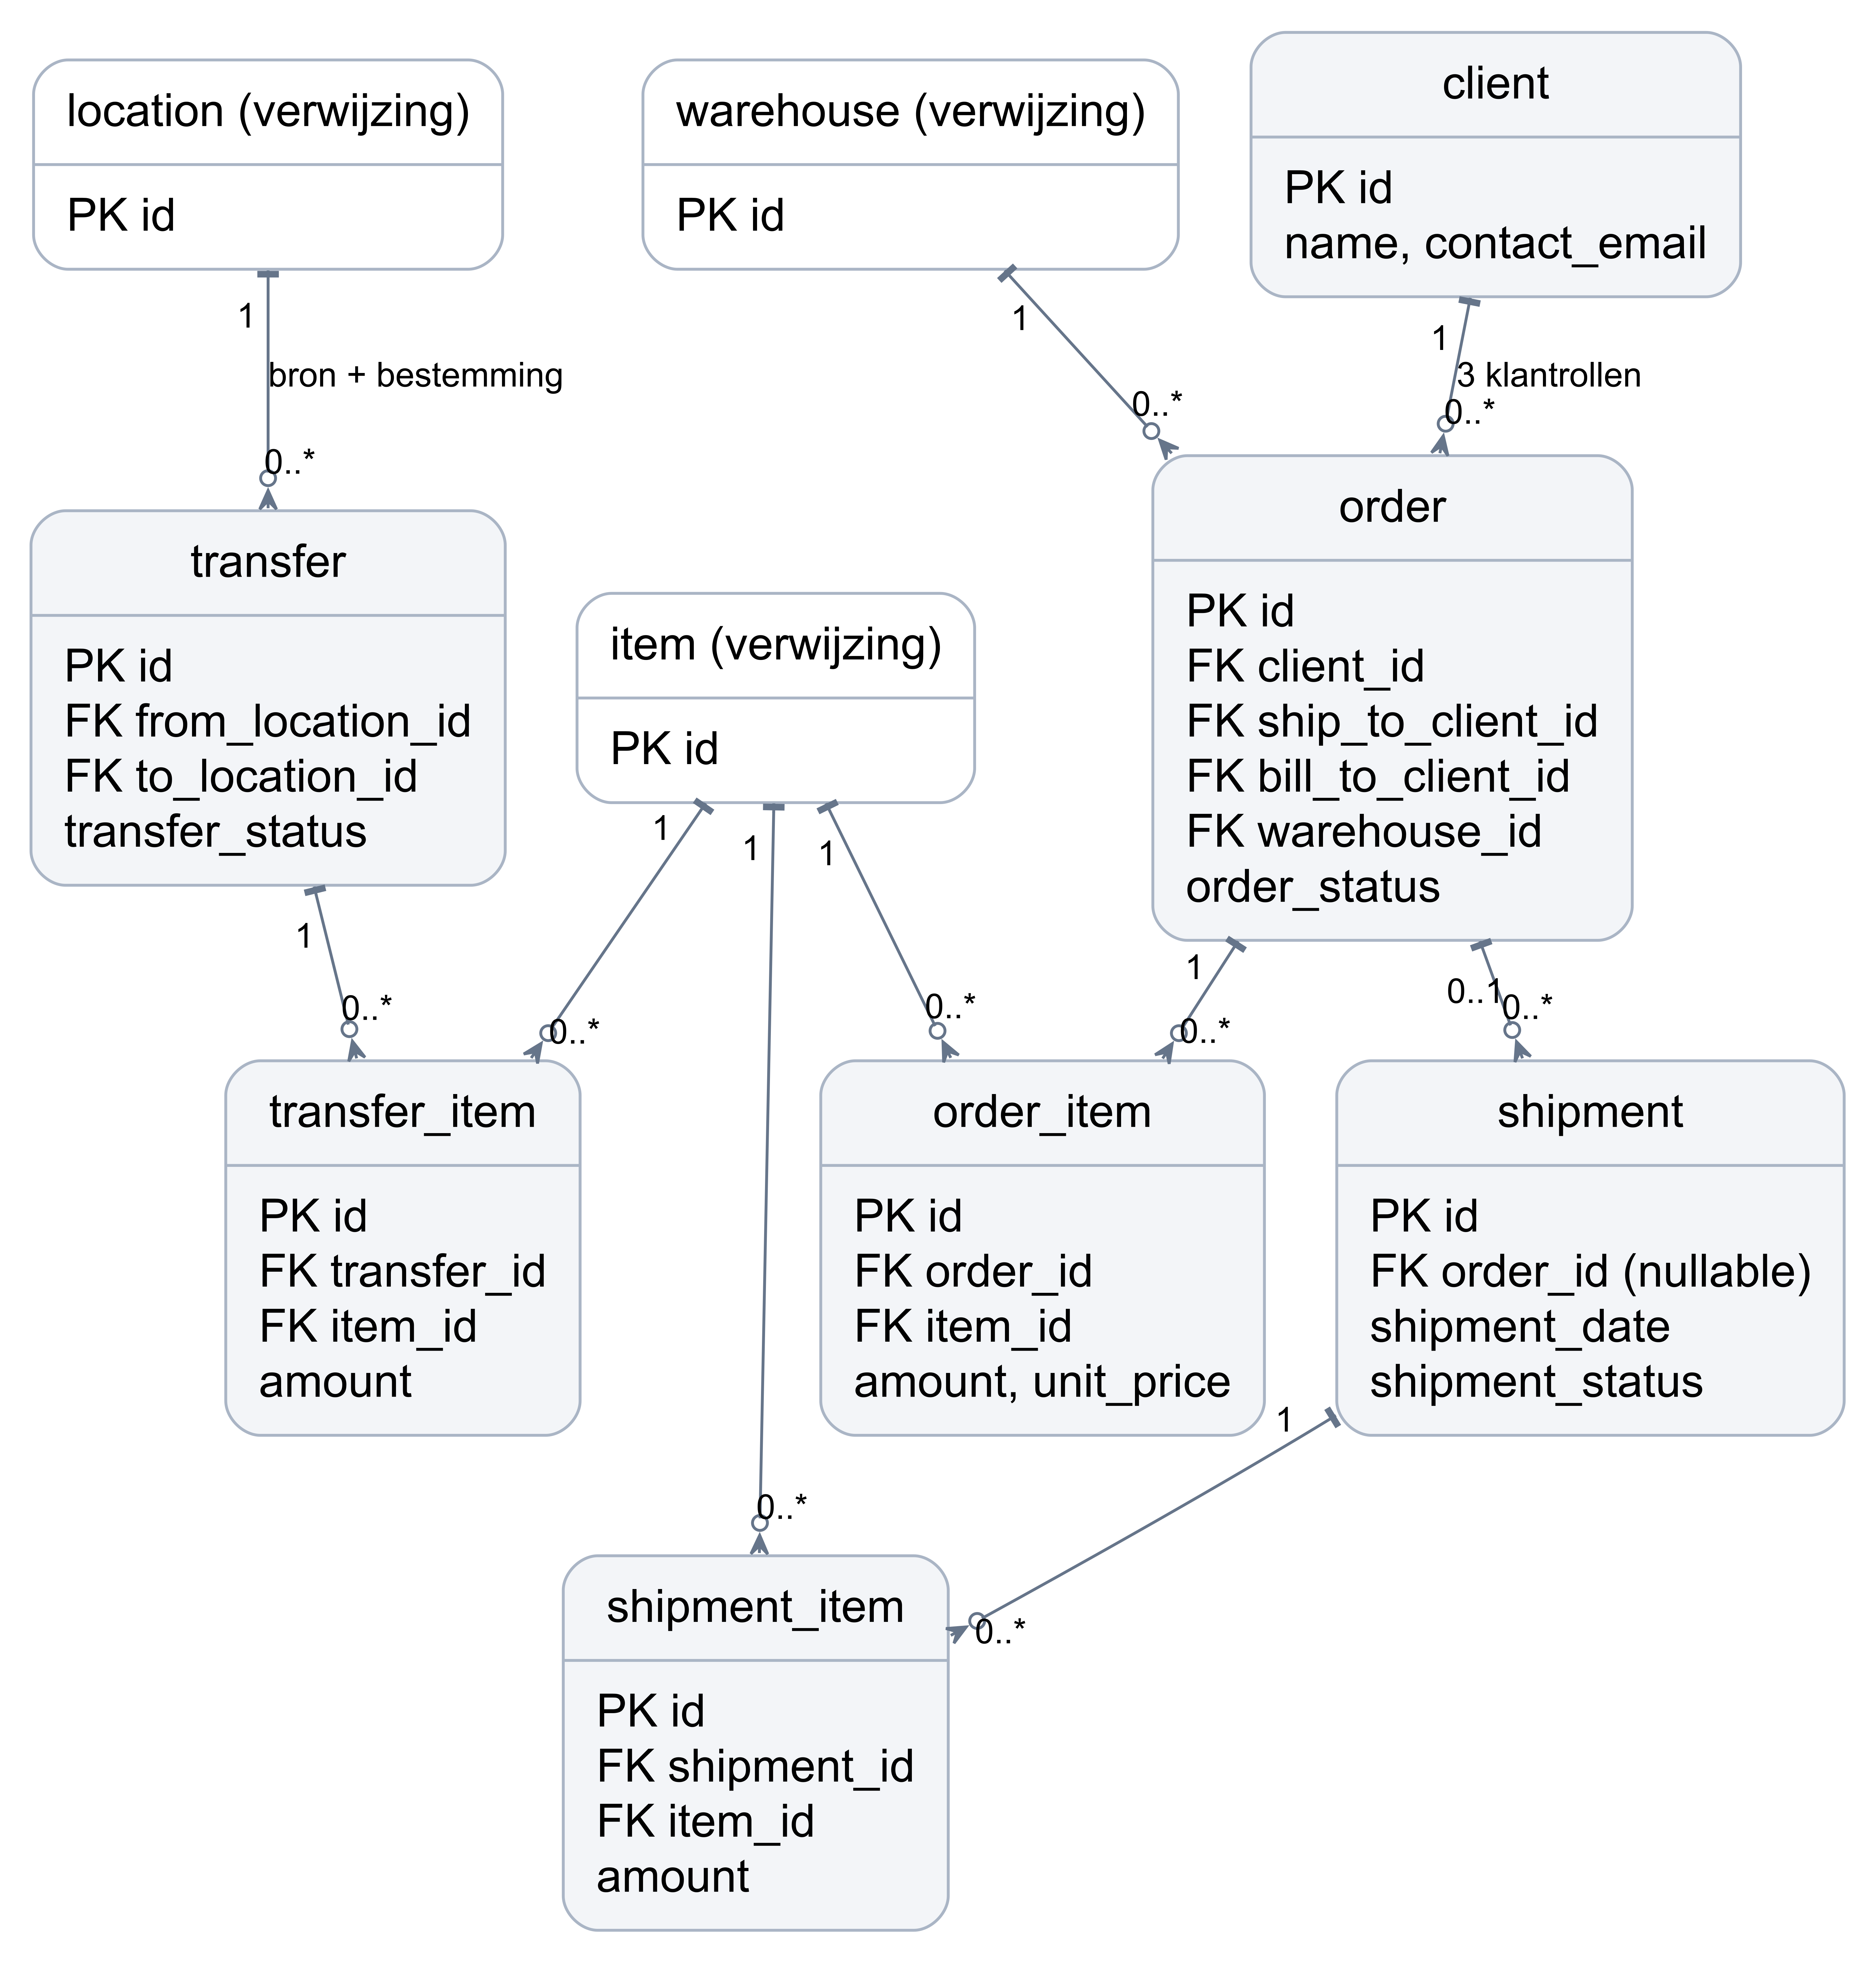 location (verwijzing)
PK id
warehouse (verwijzing)
PK id
client
PK id
name, contact_email
1
bron + bestemming
0..*
1
0..*
1
3 klantrollen
0..*
transfer
PK id
FK from_location_id
FK to_location_id
transfer_status
item (verwijzing)
PK id
order
PK id
FK client_id
FK ship_to_client_id
FK bill_to_client_id
FK warehouse_id
order_status
1
0..*
1
0..*
1
0..*
1
0..*
1
0..*
0..1
0..*
transfer_item
PK id
FK transfer_id
FK item_id
amount
order_item
PK id
FK order_id
FK item_id
amount, unit_price
shipment
PK id
FK order_id (nullable)
shipment_date
shipment_status
1
0..*
shipment_item
PK id
FK shipment_id
FK item_id
amount